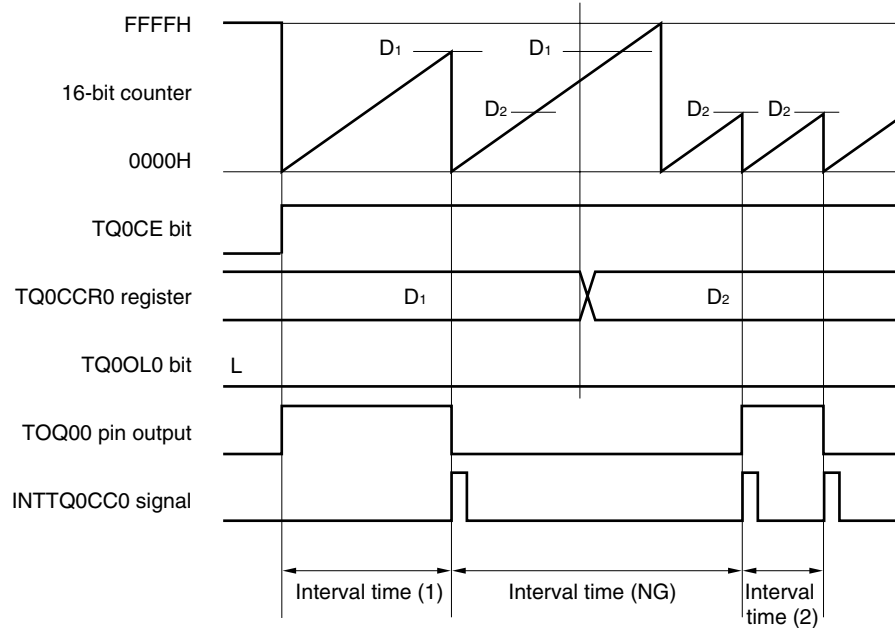 FFFFH
D1 D1
16-bit counter
D2 D2 D2
0000H
TQ0CE bit
TQ0CCR0 register D1 D2
TQ0OL0 bit L
TOQ00 pin output
INTTQ0CC0 signal
Interval time (1) Interval time (NG) Interval
time (2)